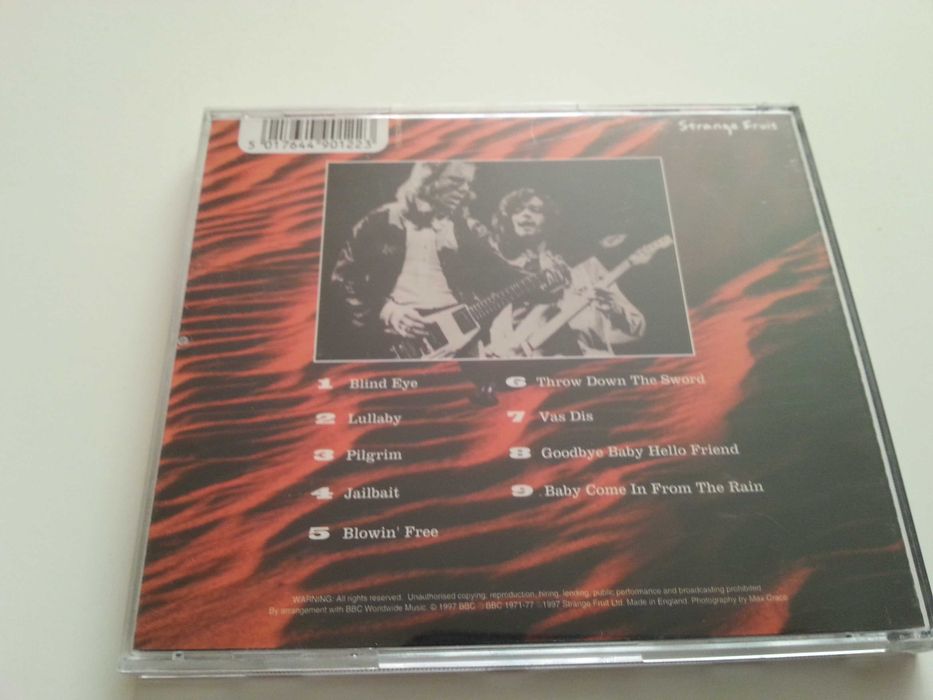 5 017644 901223
Strange Fruit
1 Blind Eye
2 Lullaby
3 Pilgrim
4 Jailbait
5 Blowin' Free
6 Throw Down The Sword
7 Vas Dis
8 Goodbye Baby Hello Friend
9 Baby Come In From The Rain
WARNING: All rights reserved. Unauthorised copying, reproduction, hiring, lending, public performance and broadcasting prohibited.
By arrangement with BBC Worldwide Music. © 1997 BBC ℗ BBC 1971-77 ©1997 Strange Fruit Ltd. Made in England. Photography by Max Grace